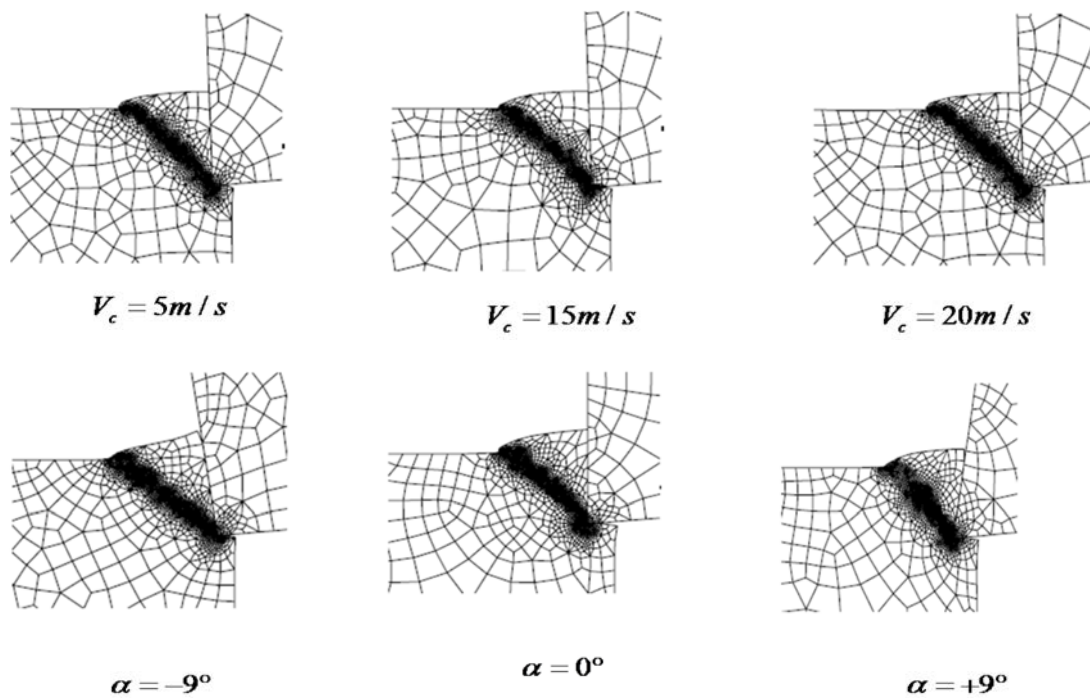 V_c = 5m / s
V_c = 15m / s
V_c = 20m / s
α = –9°
α = 0°
α = +9°